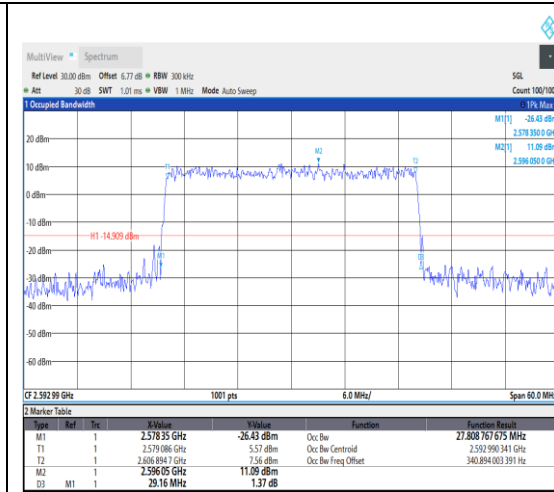 MultiView Spectrum
Ref Level 30.00 dBm Offset 6.77 dB RBW 300 kHz SGL
Att 30 dB SWT 1.01 ms VBW 1 MHz Mode Auto Sweep Count 100/100
1 Occupied Bandwidth 1Pk Max
M1[1] -26.43 dBm
2.578 350 0 GH
M2[1] 11.09 dBm
2.596 050 0 GH
20 dBm
M2
T1
T2
10 dBm
0 dBm
-10 dBm
H1 -14.909 dBm
-20 dBm
M1
D3
-30 dBm
-40 dBm
-50 dBm
-60 dBm
CF 2.592 99 GHz 1001 pts 6.0 MHz/ Span 60.0 MHz
2 Marker Table
Type Ref Trc X-Value Y-Value Function Function Result
M1 1 2.578 35 GHz -26.43 dBm Occ Bw 27.808 767 675 MHz
T1 1 2.579 086 GHz 5.57 dBm Occ Bw Centroid 2.592 990 341 GHz
T2 1 2.606 894 7 GHz 7.56 dBm Occ Bw Freq Offset 340.894 003 391 Hz
M2 1 2.596 05 GHz 11.09 dBm
D3 M1 1 29.16 MHz 1.37 dB